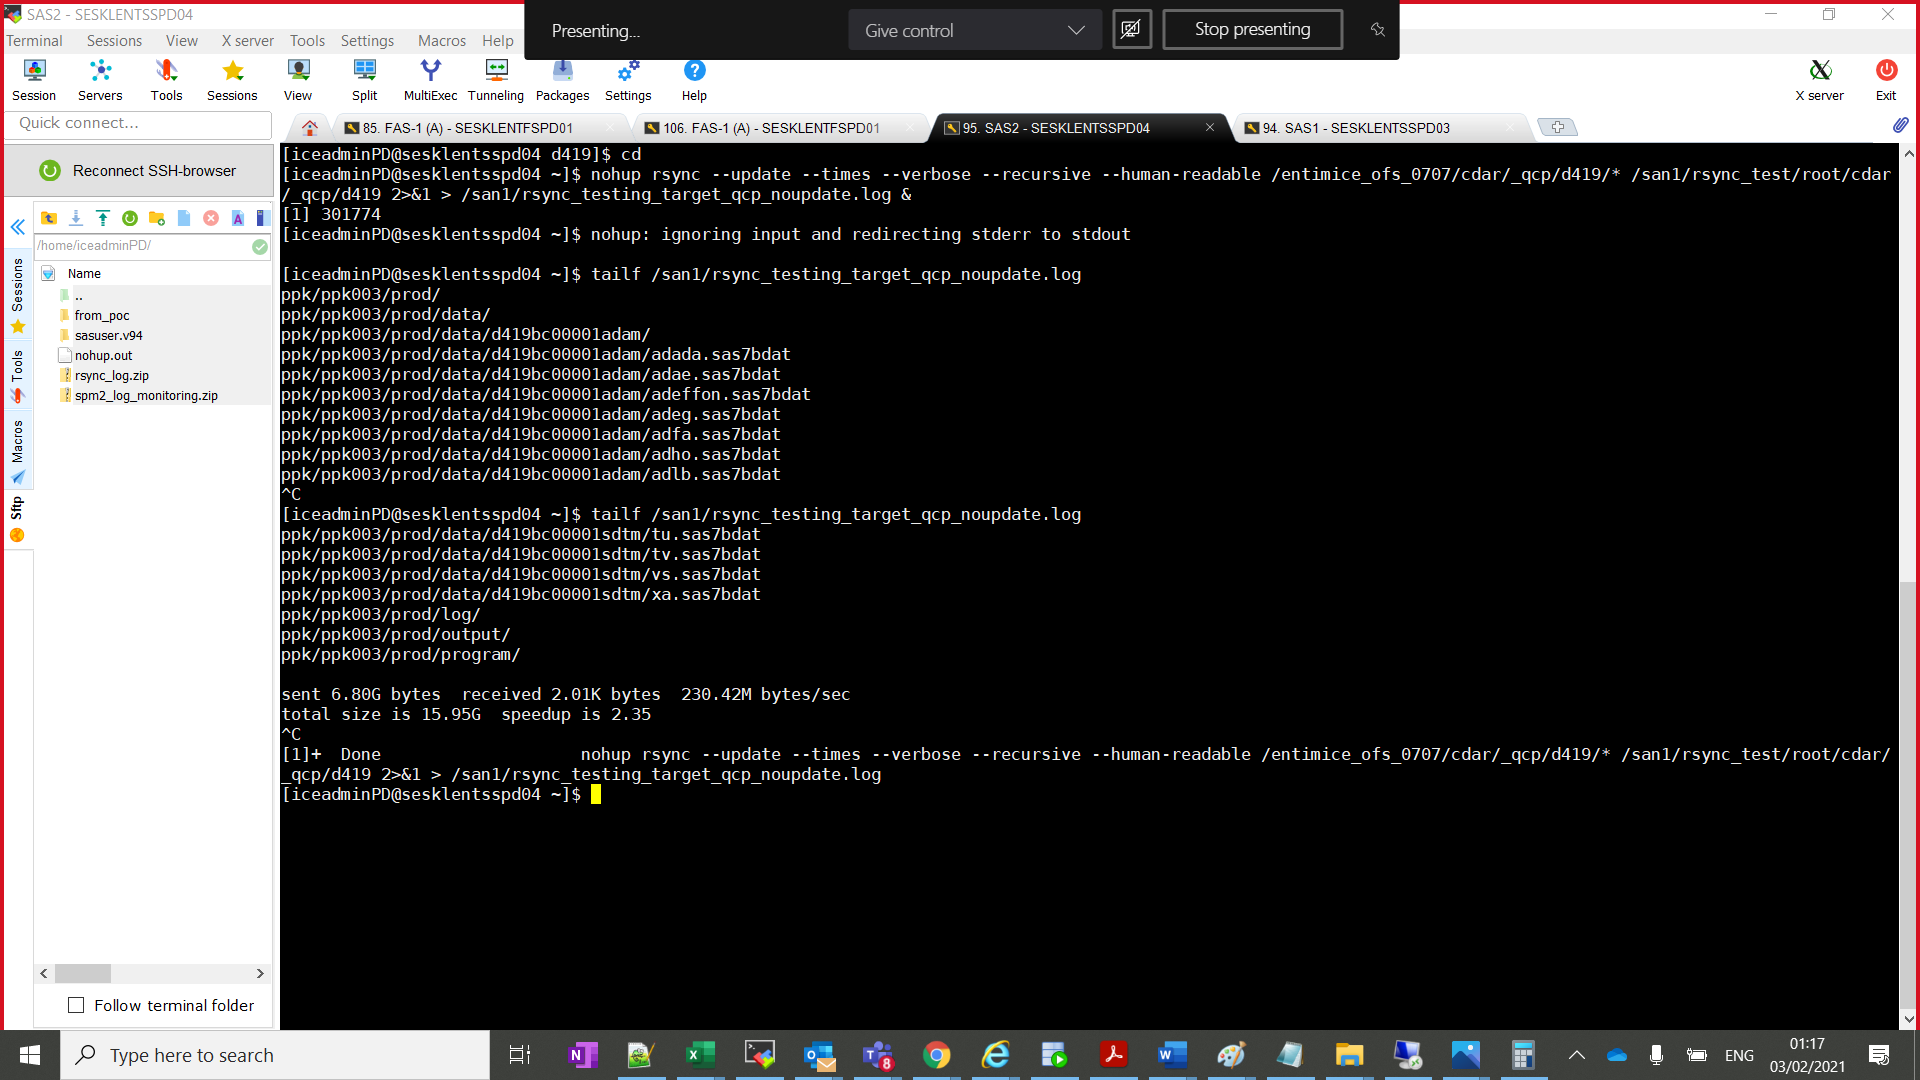 SAS2 - SESKLENTSSPD04
Presenting...
Give control
Stop presenting
Terminal Sessions View X server Tools Settings Macros Help
Session Servers Tools Sessions View Split MultiExec Tunneling Packages Settings Help X server Exit
Quick connect...
85. FAS-1 (A) - SESKLENTFSPD01
106. FAS-1 (A) - SESKLENTFSPD01
95. SAS2 - SESKLENTSSPD04
94. SAS1 - SESKLENTSSPD03
Reconnect SSH-browser
/home/iceadminPD/
Name
..
from_poc
sasuser.v94
nohup.out
rsync_log.zip
spm2_log_monitoring.zip
Sessions
Tools
Macros
Sftp
Follow terminal folder
[iceadminPD@sesklentsspd04 d419]$ cd
[iceadminPD@sesklentsspd04 ~]$ nohup rsync --update --times --verbose --recursive --human-readable /entimice_ofs_0707/cdar/_qcp/d419/* /san1/rsync_test/root/cdar
/_qcp/d419 2>&1 > /san1/rsync_testing_target_qcp_noupdate.log &
[1] 301774
[iceadminPD@sesklentsspd04 ~]$ nohup: ignoring input and redirecting stderr to stdout
[iceadminPD@sesklentsspd04 ~]$ tailf /san1/rsync_testing_target_qcp_noupdate.log
ppk/ppk003/prod/
ppk/ppk003/prod/data/
ppk/ppk003/prod/data/d419bc00001adam/
ppk/ppk003/prod/data/d419bc00001adam/adada.sas7bdat
ppk/ppk003/prod/data/d419bc00001adam/adae.sas7bdat
ppk/ppk003/prod/data/d419bc00001adam/adeffon.sas7bdat
ppk/ppk003/prod/data/d419bc00001adam/adeg.sas7bdat
ppk/ppk003/prod/data/d419bc00001adam/adfa.sas7bdat
ppk/ppk003/prod/data/d419bc00001adam/adho.sas7bdat
ppk/ppk003/prod/data/d419bc00001adam/adlb.sas7bdat
^C
[iceadminPD@sesklentsspd04 ~]$ tailf /san1/rsync_testing_target_qcp_noupdate.log
ppk/ppk003/prod/data/d419bc00001sdtm/tu.sas7bdat
ppk/ppk003/prod/data/d419bc00001sdtm/tv.sas7bdat
ppk/ppk003/prod/data/d419bc00001sdtm/vs.sas7bdat
ppk/ppk003/prod/data/d419bc00001sdtm/xa.sas7bdat
ppk/ppk003/prod/log/
ppk/ppk003/prod/output/
ppk/ppk003/prod/program/
sent 6.80G bytes  received 2.01K bytes  230.42M bytes/sec
total size is 15.95G  speedup is 2.35
^C
[1]+  Done                    nohup rsync --update --times --verbose --recursive --human-readable /entimice_ofs_0707/cdar/_qcp/d419/* /san1/rsync_test/root/cdar/
_qcp/d419 2>&1 > /san1/rsync_testing_target_qcp_noupdate.log
[iceadminPD@sesklentsspd04 ~]$
Type here to search
8
ENG
01:17
03/02/2021